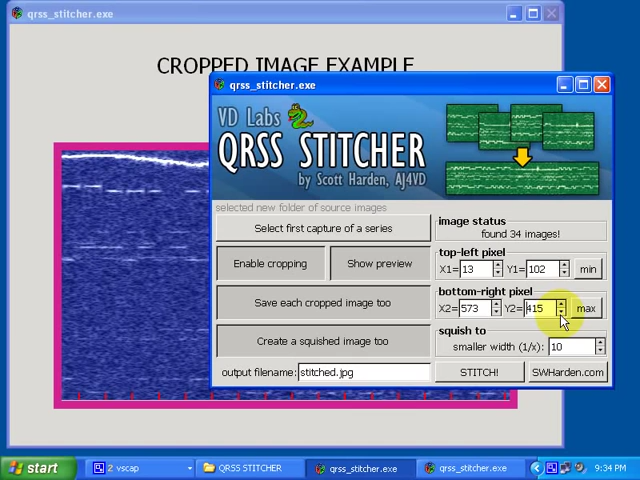 qrss_stitcher.exe
CROPPED IMAGE EXAMPLE
qrss_stitcher.exe
VD Labs
QRSS STITCHER
by Scott Harden, AJ4VD
selected new folder of source images
Select first capture of a series
Enable cropping
Show preview
Save each cropped image too
Create a squished image too
output filename: stitched.jpg
image status
found 34 images!
top-left pixel
X1= 13 Y1= 102 min
bottom-right pixel
X2= 573 Y2= 415 max
squish to
smaller width (1/x): 10
STITCH! SWHarden.com
start 2 vscap QRSS STITCHER qrss_stitcher.exe qrss_stitcher.exe 9:34 PM